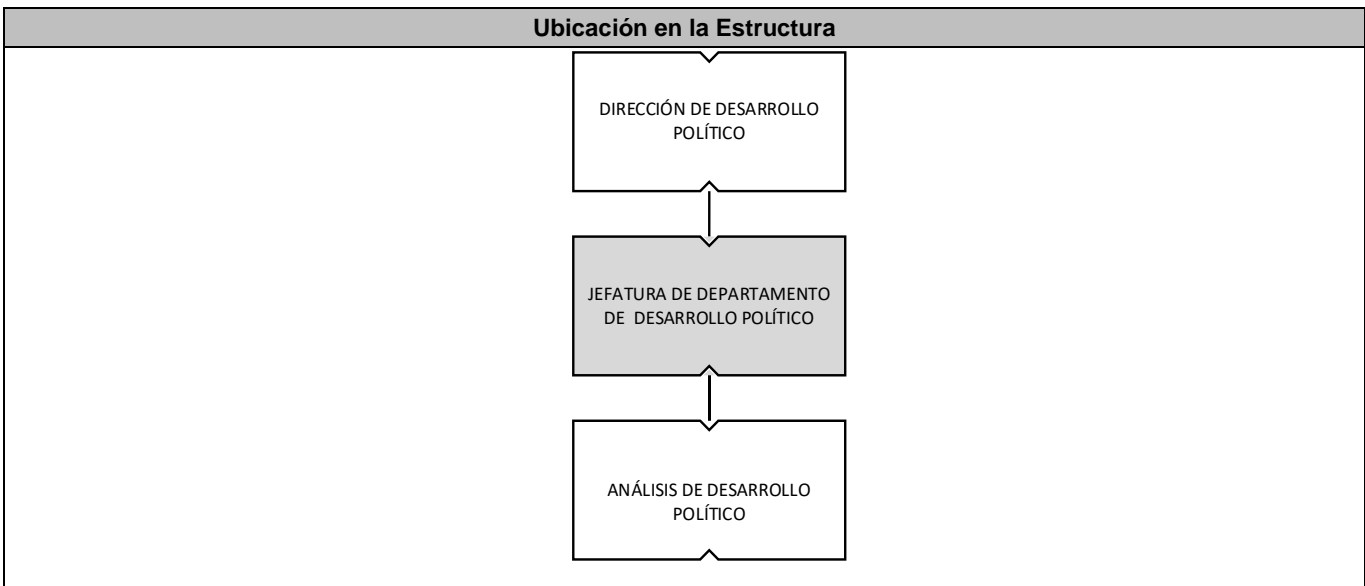 Ubicación en la Estructura
DIRECCIÓN DE DESARROLLO
POLÍTICO
JEFATURA DE DEPARTAMENTO
DE DESARROLLO POLÍTICO
ANÁLISIS DE DESARROLLO
POLÍTICO